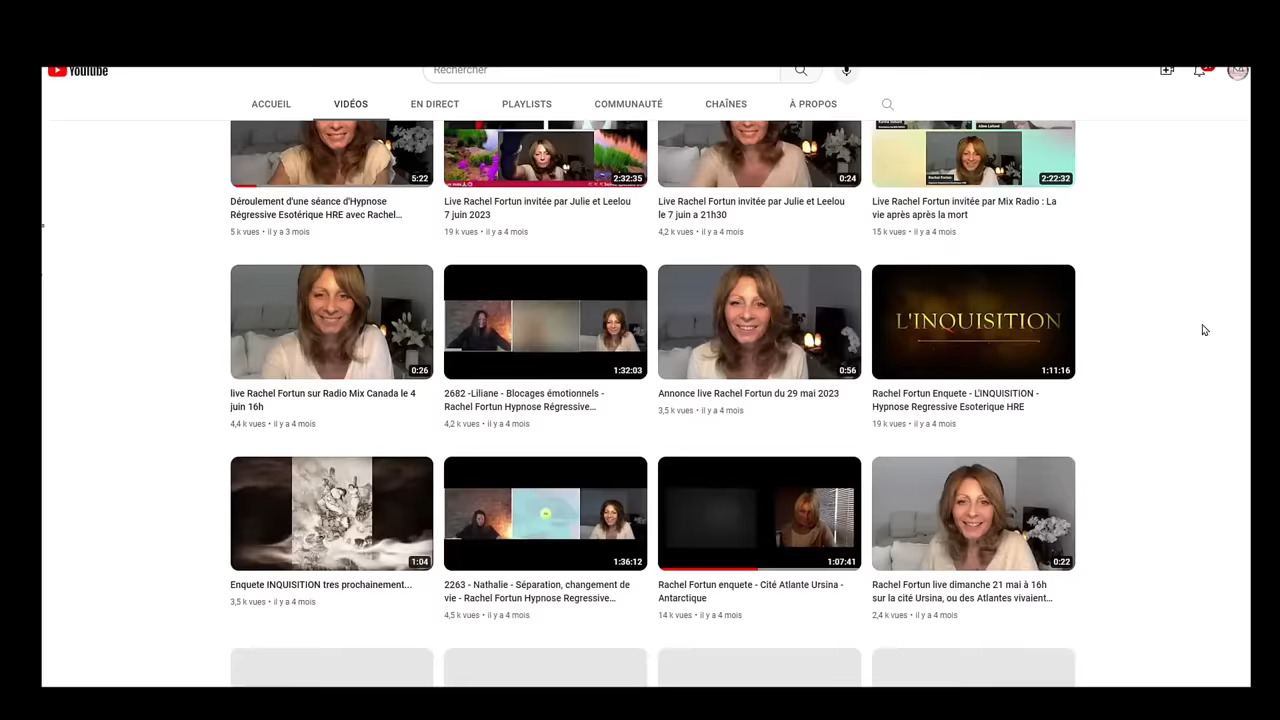 YouTube
Rechercher
ACCUEIL VIDÉOS EN DIRECT PLAYLISTS COMMUNAUTÉ CHAÎNES À PROPOS
5:22 2:32:35 0:24 2:22:32
Rachel Fortun
Déroulement d'une séance d'Hypnose
Régressive Esotérique HRE avec Rachel...
5 k vues • il y a 3 mois
Live Rachel Fortun invitée par Julie et Leelou
7 juin 2023
19 k vues • il y a 4 mois
Live Rachel Fortun invitée par Julie et Leelou
le 7 juin a 21h30
4,2 k vues • il y a 4 mois
Live Rachel Fortun invitée par Mix Radio : La
vie après après la mort
15 k vues • il y a 4 mois
L'INQUISITION
0:26 1:32:03 0:56 1:11:16
live Rachel Fortun sur Radio Mix Canada le 4
juin 16h
4,4 k vues • il y a 4 mois
2682 -Liliane - Blocages émotionnels -
Rachel Fortun Hypnose Régressive...
4,2 k vues • il y a 4 mois
Annonce live Rachel Fortun du 29 mai 2023
3,5 k vues • il y a 4 mois
Rachel Fortun Enquete - L'INQUISITION -
Hypnose Regressive Esoterique HRE
19 k vues • il y a 4 mois
1:04 1:36:12 1:07:41 0:22
Enquete INQUISITION tres prochainement...
3,5 k vues • il y a 4 mois
2263 - Nathalie - Séparation, changement de
vie - Rachel Fortun Hypnose Regressive...
4,5 k vues • il y a 4 mois
Rachel Fortun enquete - Cité Atlante Ursina -
Antarctique
14 k vues • il y a 4 mois
Rachel Fortun live dimanche 21 mai à 16h
sur la cité Ursina, ou des Atlantes vivaient...
2,4 k vues • il y a 4 mois